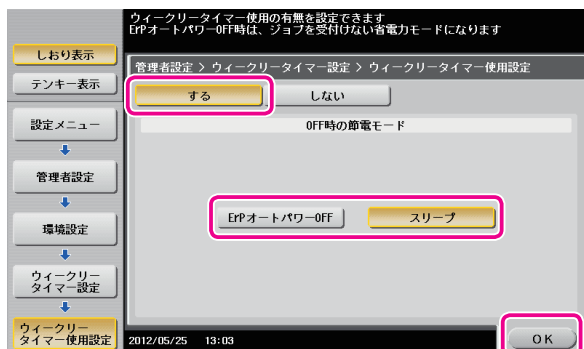 ウィークリータイマー使用の有無を設定できます
ErPオートパワーOFF時は、ジョブを受付けない省電力モードになります
しおり表示
テンキー表示
設定メニュー
管理者設定
環境設定
ウィークリー
タイマー設定
ウィークリー
タイマー使用設定
管理者設定 > ウィークリータイマー設定 > ウィークリータイマー使用設定
する
しない
OFF時の節電モード
ErPオートパワーOFF
スリープ
2012/05/25 13:03
OK